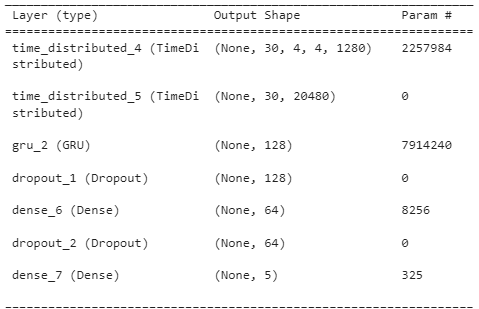 Layer (type) Output Shape Param #
=================================================================
time_distributed_4 (TimeDi (None, 30, 4, 4, 1280) 2257984
stributed)
time_distributed_5 (TimeDi (None, 30, 20480) 0
stributed)
gru_2 (GRU) (None, 128) 7914240
dropout_1 (Dropout) (None, 128) 0
dense_6 (Dense) (None, 64) 8256
dropout_2 (Dropout) (None, 64) 0
dense_7 (Dense) (None, 5) 325